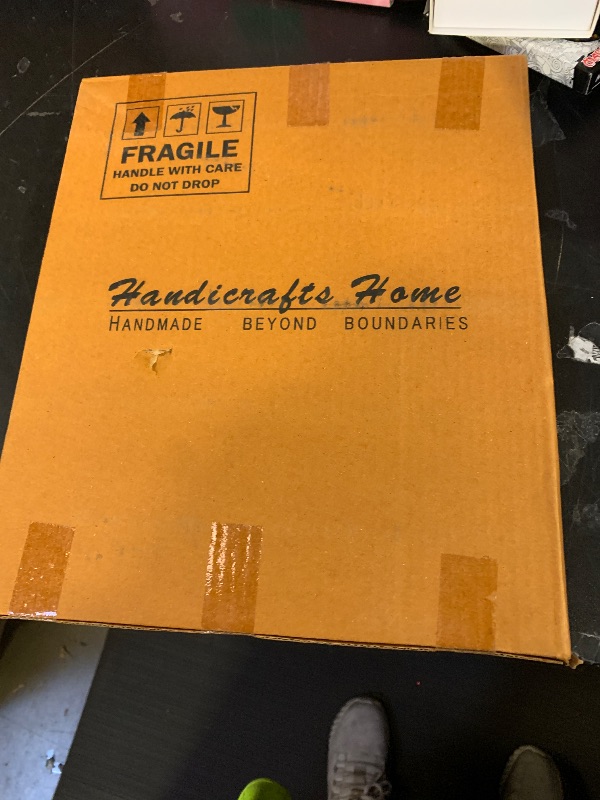 FRAGILE
HANDLE WITH CARE
DO NOT DROP
Handicrafts Home
HANDMADE BEYOND BOUNDARIES